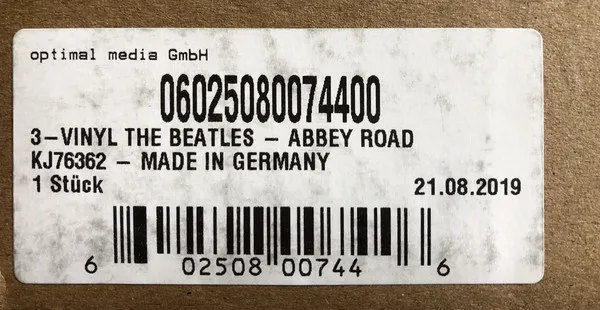 optimal media GmbH
06025080074400
3-VINYL THE BEATLES - ABBEY ROAD
KJ76362 - MADE IN GERMANY
1 Stück 21.08.2019
6 02508 00744 6